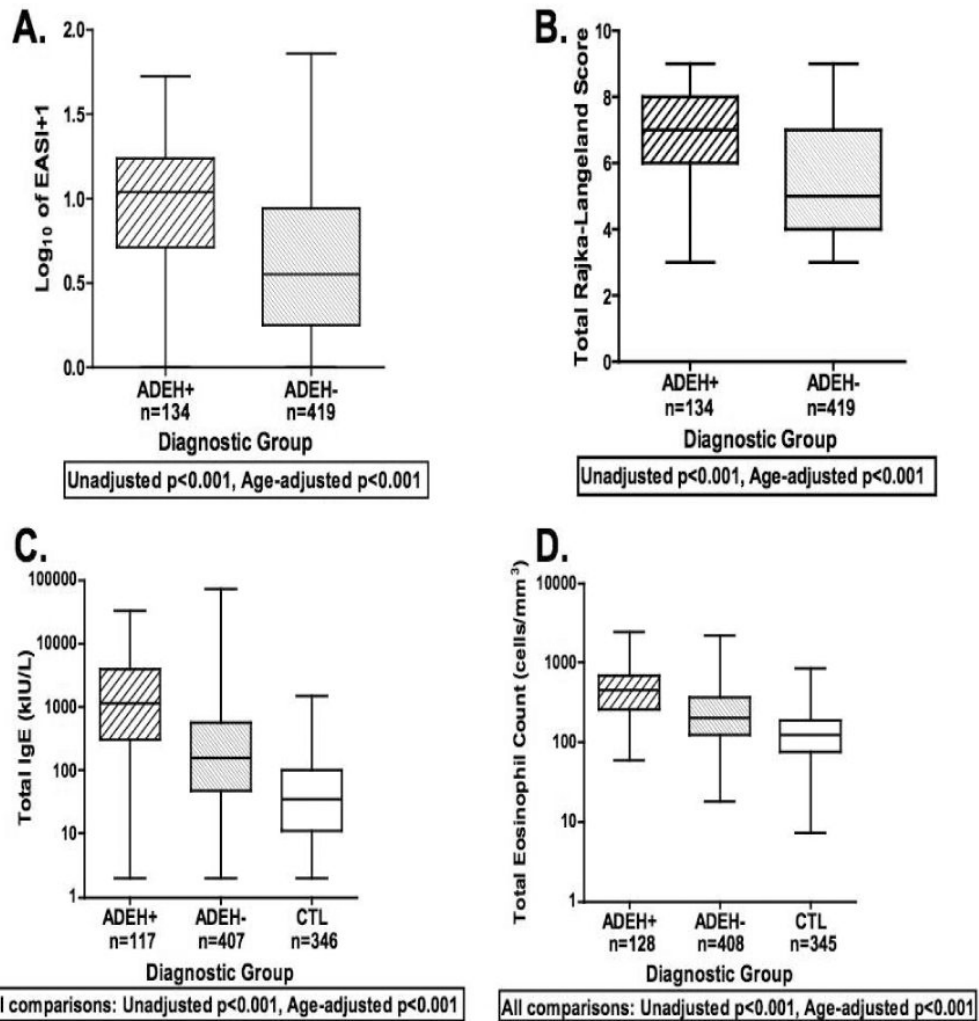 A.
Log₁₀ of EASI+1
2.0
1.5
1.0
0.5
0.0
ADEH+ ADEH-
n=134 n=419
Diagnostic Group
Unadjusted p<0.001, Age-adjusted p<0.001
B.
Total Rajka-Langeland Score
10
8
6
4
2
0
ADEH+ ADEH-
n=134 n=419
Diagnostic Group
Unadjusted p<0.001, Age-adjusted p<0.001
C.
Total IgE (kIU/L)
100000
10000
1000
100
10
1
ADEH+ ADEH- CTL
n=117 n=407 n=346
Diagnostic Group
l comparisons: Unadjusted p<0.001, Age-adjusted p<0.001
D.
Total Eosinophil Count (cells/mm³)
10000
1000
100
10
1
ADEH+ ADEH- CTL
n=128 n=408 n=345
Diagnostic Group
All comparisons: Unadjusted p<0.001, Age-adjusted p<0.001